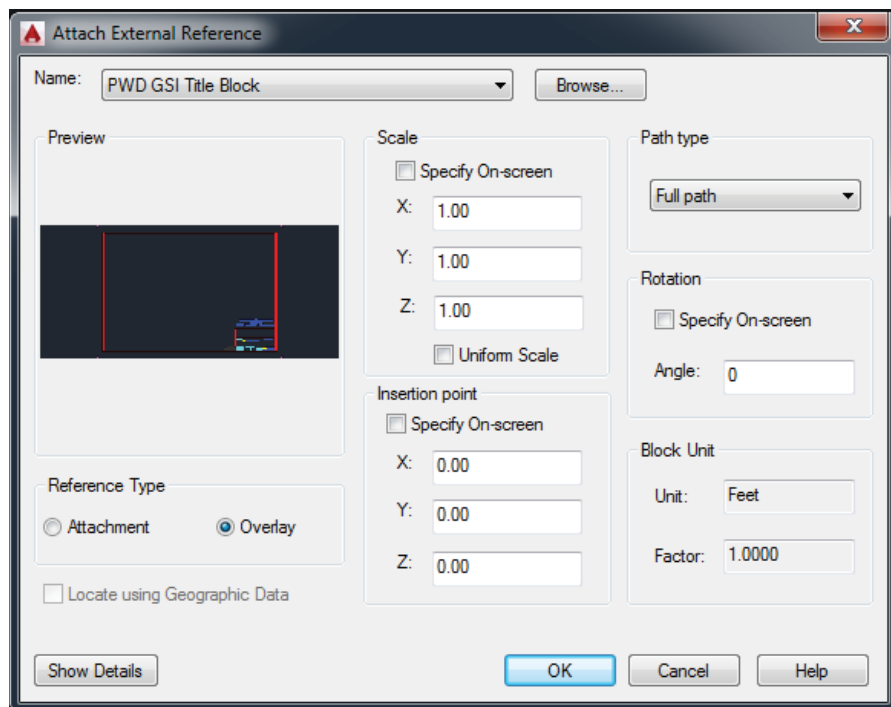 Attach External Reference
Name: PWD GSI Title Block Browse...
Preview
Scale
Specify On-screen
X: 1.00
Y: 1.00
Z: 1.00
Uniform Scale
Path type
Full path
Rotation
Specify On-screen
Angle: 0
Insertion point
Specify On-screen
X: 0.00
Y: 0.00
Z: 0.00
Block Unit
Unit: Feet
Factor: 1.0000
Reference Type
Attachment Overlay
Locate using Geographic Data
Show Details OK Cancel Help